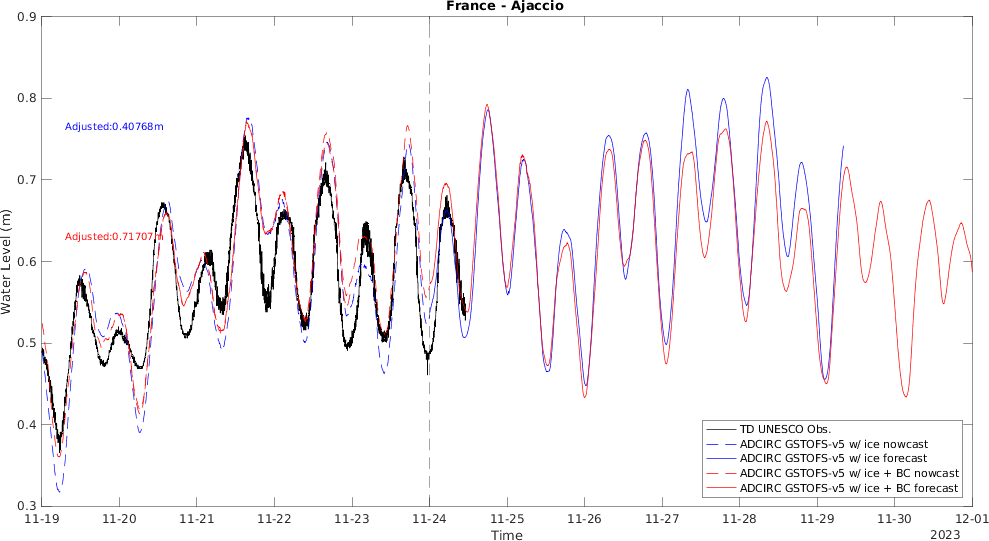 France - Ajaccio
0.9
0.8
0.7
0.6
0.5
0.4
0.3
Water Level (m)
Adjusted:0.40768m
Adjusted:0.71707m
TD UNESCO Obs.
ADCIRC GSTOFS-v5 w/ ice nowcast
ADCIRC GSTOFS-v5 w/ ice forecast
ADCIRC GSTOFS-v5 w/ ice + BC nowcast
ADCIRC GSTOFS-v5 w/ ice + BC forecast
11-19 11-20 11-21 11-22 11-23 11-24 11-25 11-26 11-27 11-28 11-29 11-30 12-01
Time
2023